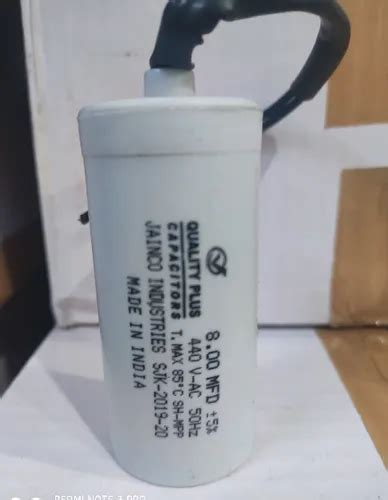 8.00 MFD ±5%
440 V-AC 50Hz
QUALITY PLUS
CAPACITORS T.MAX 85°C SH-MPP
JAINCO INDUSTRIES SJK-2019-20
MADE IN INDIA